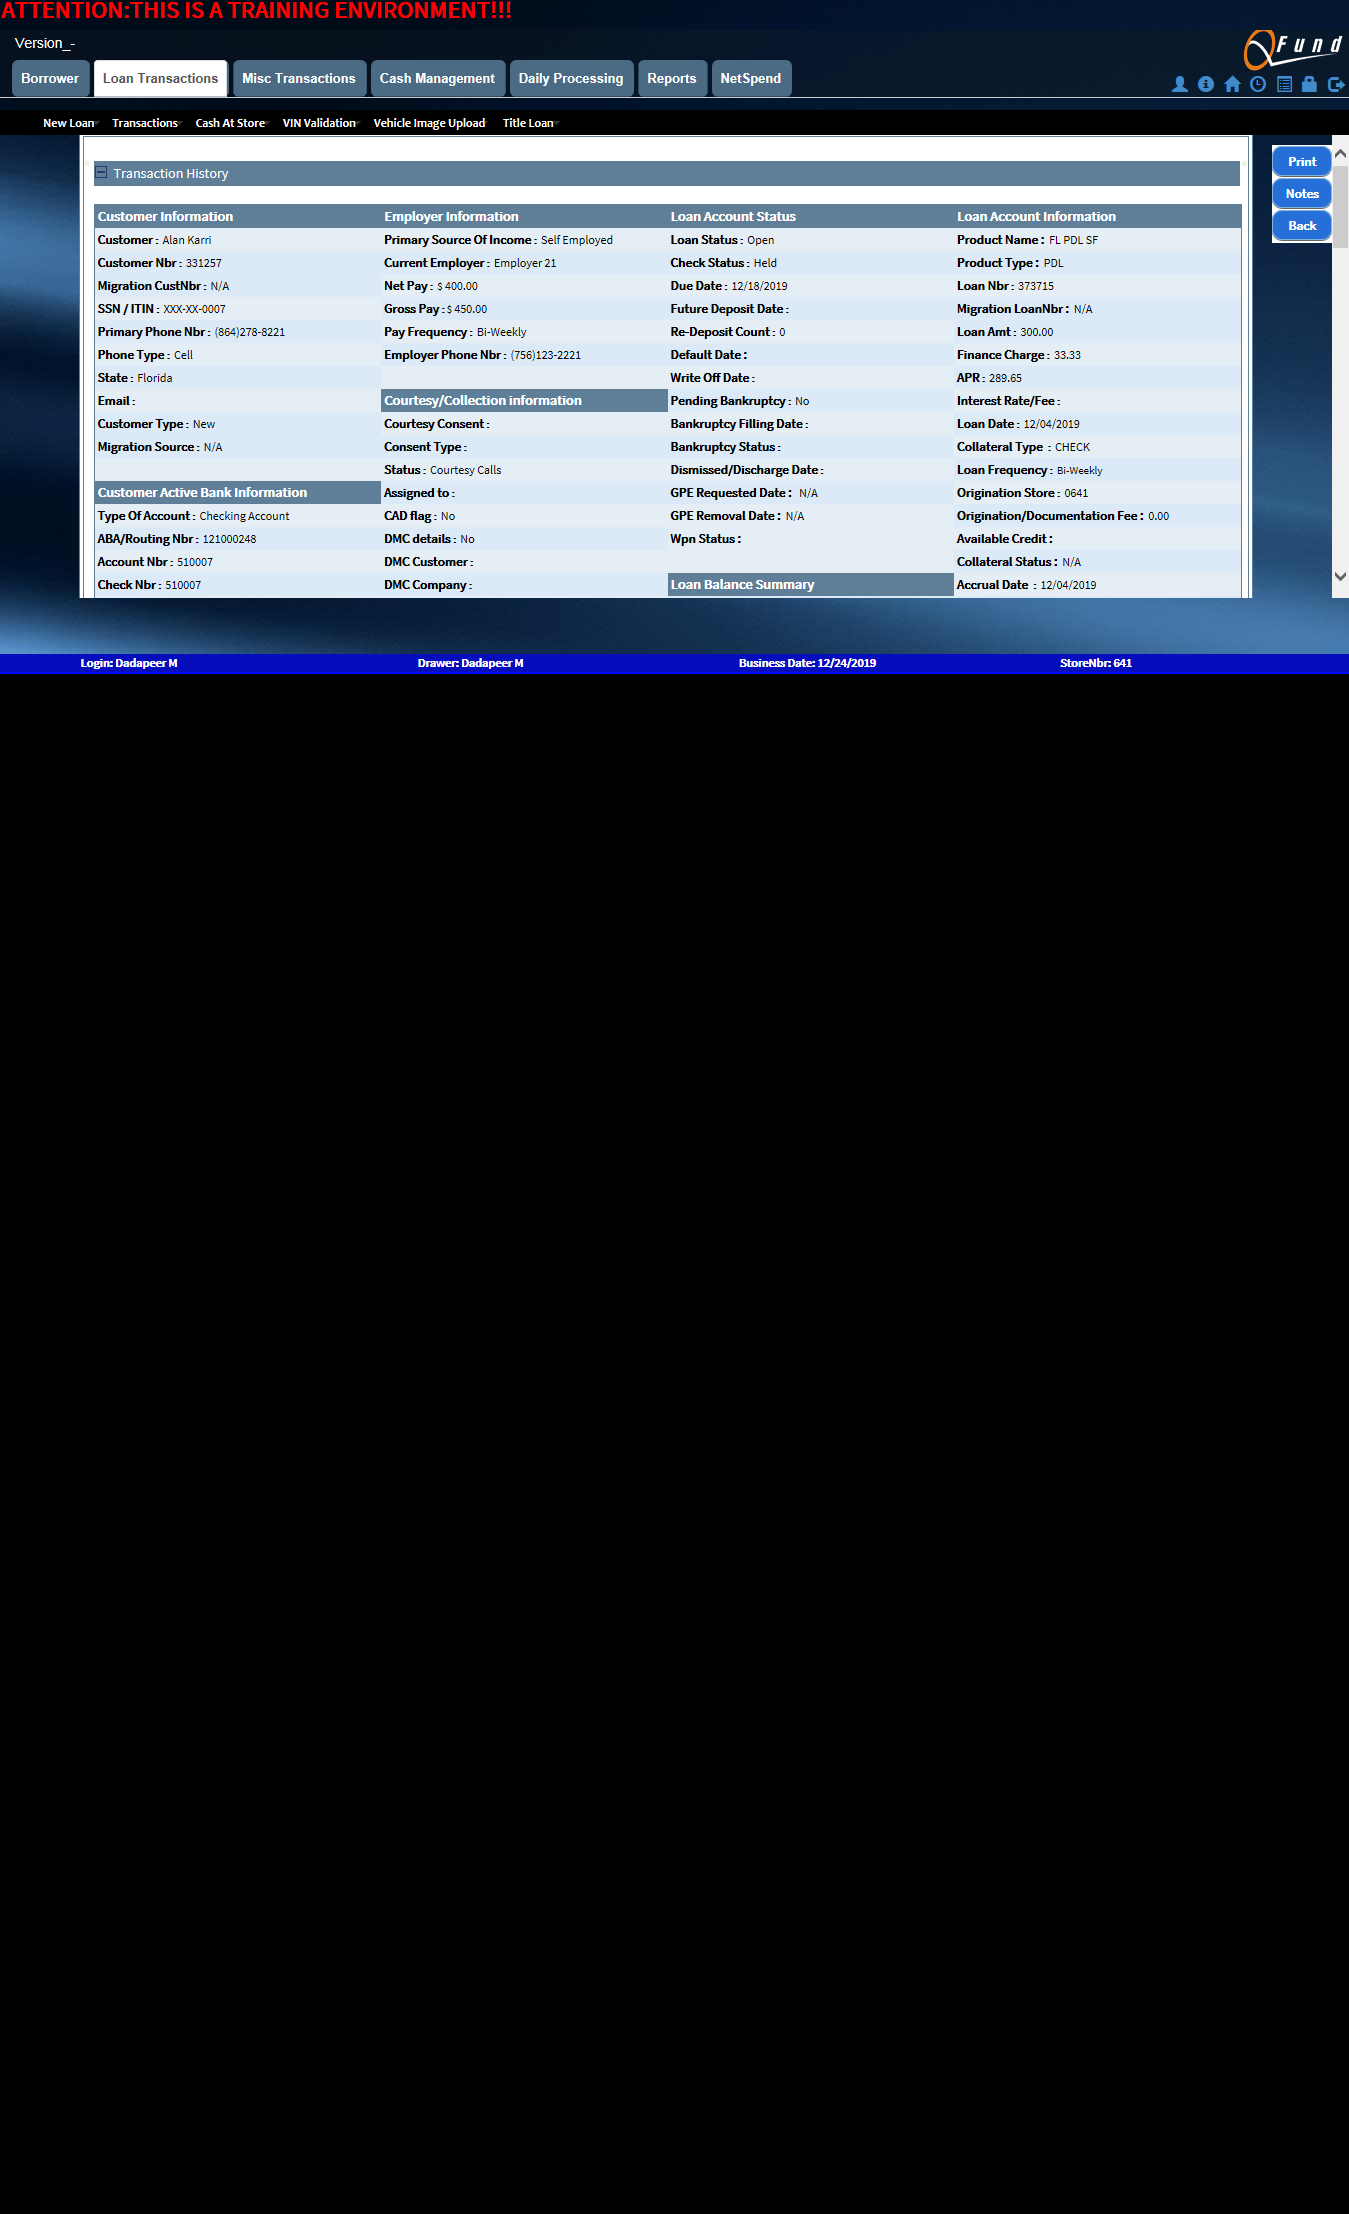 ATTENTION:THIS IS A TRAINING ENVIRONMENT!!!
Version_-
Fund
Borrower Loan Transactions Misc Transactions Cash Management Daily Processing Reports NetSpend
New Loan Transactions Cash At Store VIN Validation Vehicle Image Upload Title Loan
Transaction History
Print
Notes
Back
Customer Information
Customer : Alan Karri
Customer Nbr : 331257
Migration CustNbr : N/A
SSN / ITIN : XXX-XX-0007
Primary Phone Nbr : (864)278-8221
Phone Type : Cell
State : Florida
Email :
Customer Type : New
Migration Source : N/A
Customer Active Bank Information
Type Of Account : Checking Account
ABA/Routing Nbr : 121000248
Account Nbr : 510007
Check Nbr : 510007
Employer Information
Primary Source Of Income : Self Employed
Current Employer : Employer 21
Net Pay : $ 400.00
Gross Pay : $ 450.00
Pay Frequency : Bi-Weekly
Employer Phone Nbr : (756)123-2221
Courtesy/Collection information
Courtesy Consent :
Consent Type :
Status : Courtesy Calls
Assigned to :
CAD flag : No
DMC details : No
DMC Customer :
DMC Company :
Loan Account Status
Loan Status : Open
Check Status : Held
Due Date : 12/18/2019
Future Deposit Date :
Re-Deposit Count : 0
Default Date :
Write Off Date :
Pending Bankruptcy : No
Bankruptcy Filling Date :
Bankruptcy Status :
Dismissed/Discharge Date :
GPE Requested Date : N/A
GPE Removal Date : N/A
Wpn Status :
Loan Balance Summary
Loan Account Information
Product Name : FL PDL SF
Product Type : PDL
Loan Nbr : 373715
Migration LoanNbr : N/A
Loan Amt : 300.00
Finance Charge : 33.33
APR : 289.65
Interest Rate/Fee :
Loan Date : 12/04/2019
Collateral Type : CHECK
Loan Frequency : Bi-Weekly
Origination Store : 0641
Origination/Documentation Fee : 0.00
Available Credit :
Collateral Status : N/A
Accrual Date : 12/04/2019
Login: Dadapeer M Drawer: Dadapeer M Business Date: 12/24/2019 StoreNbr: 641